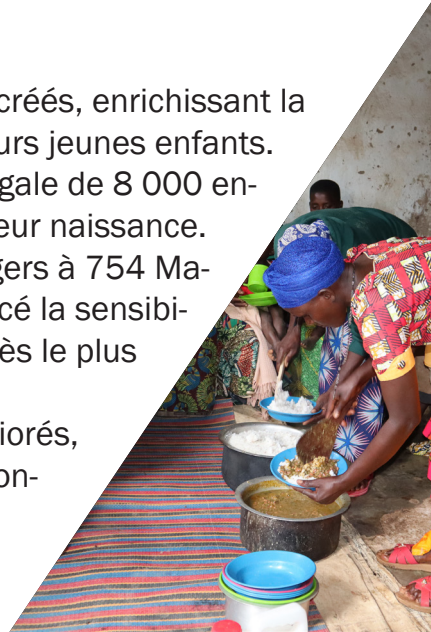 créés, enrichissant la
urs jeunes enfants.
gale de 8 000 en-
eur naissance.
gers à 754 Ma-
cé la sensibi-
ès le plus
iorés,
on-